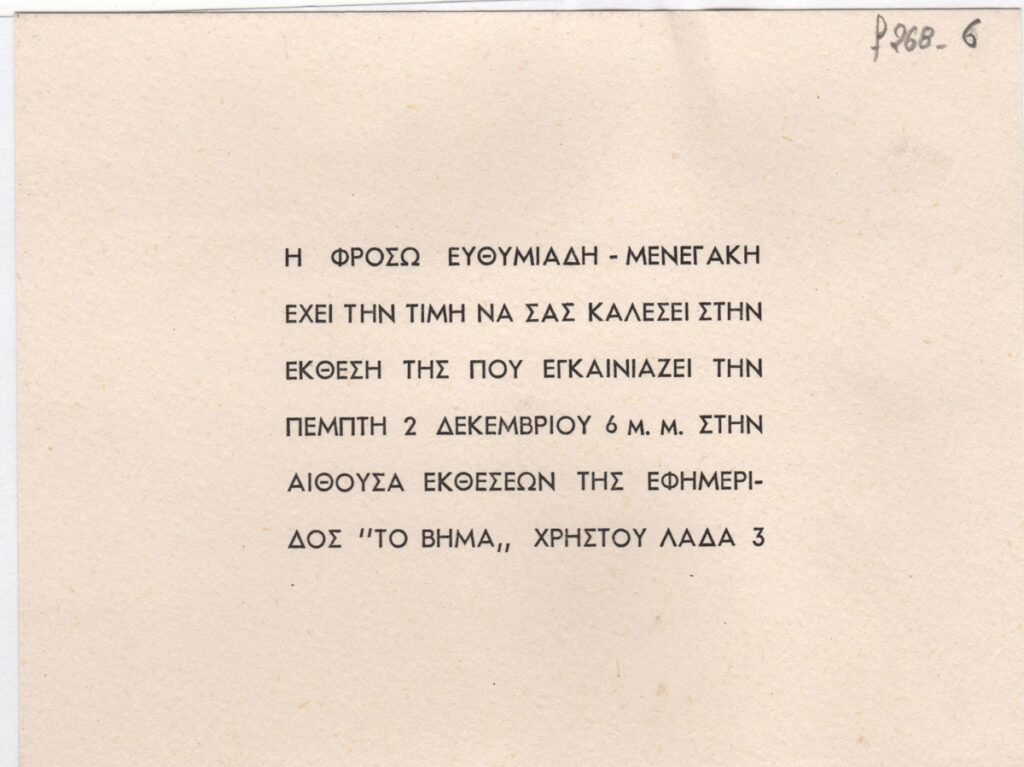 f 268 - 6
Η ΦΡΟΣΩ ΕΥΘΥΜΙΑΔΗ - ΜΕΝΕΓΑΚΗ
ΕΧΕΙ ΤΗΝ ΤΙΜΗ ΝΑ ΣΑΣ ΚΑΛΕΣΕΙ ΣΤΗΝ
ΕΚΘΕΣΗ ΤΗΣ ΠΟΥ ΕΓΚΑΙΝΙΑΖΕΙ ΤΗΝ
ΠΕΜΠΤΗ 2 ΔΕΚΕΜΒΡΙΟΥ 6 Μ. Μ. ΣΤΗΝ
ΑΙΘΟΥΣΑ ΕΚΘΕΣΕΩΝ ΤΗΣ ΕΦΗΜΕΡΙ-
ΔΟΣ "ΤΟ ΒΗΜΑ,, ΧΡΗΣΤΟΥ ΛΑΔΑ 3